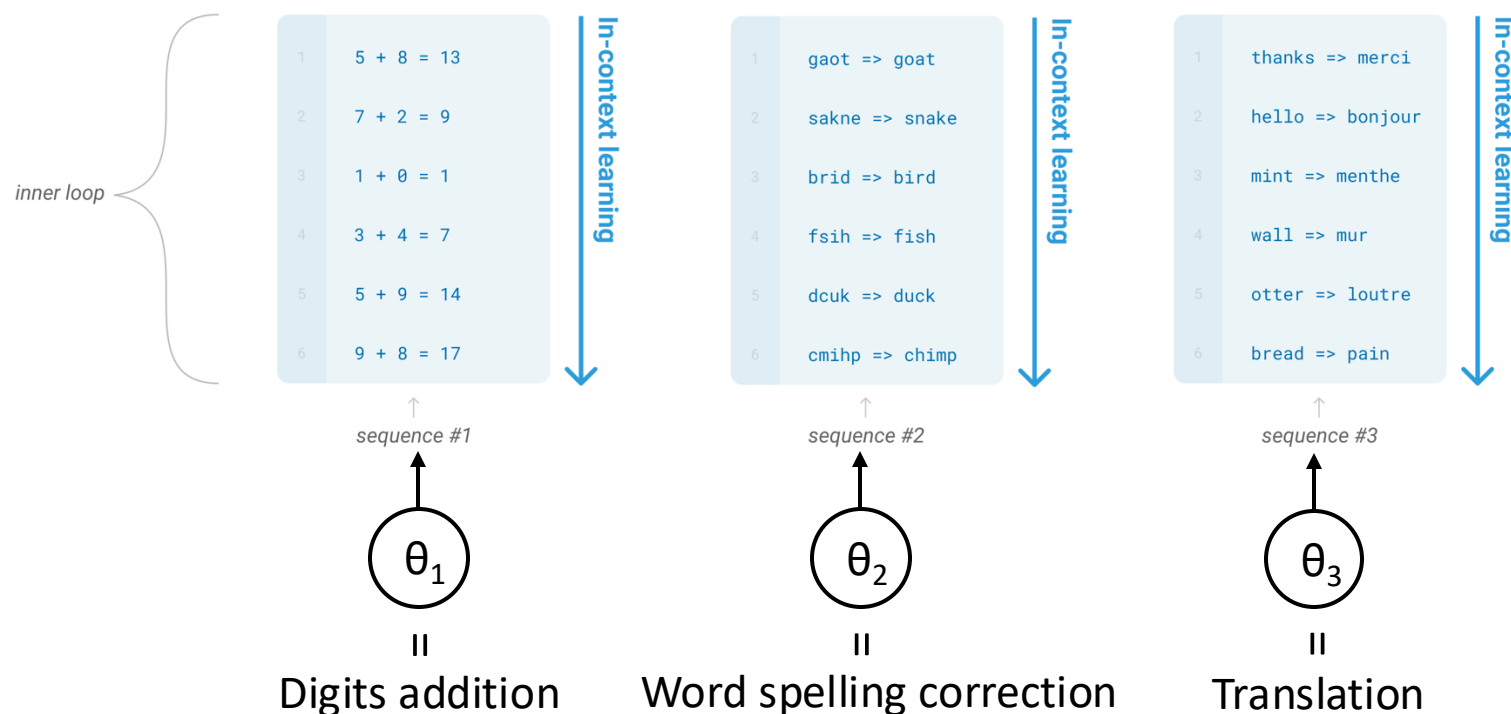 inner loop
1 5 + 8 = 13
2 7 + 2 = 9
3 1 + 0 = 1
4 3 + 4 = 7
5 5 + 9 = 14
6 9 + 8 = 17
In-context learning
sequence #1
θ1
=
Digits addition
1 gaot => goat
2 sakne => snake
3 brid => bird
4 fsih => fish
5 dcuk => duck
6 cmihp => chimp
In-context learning
sequence #2
θ2
=
Word spelling correction
1 thanks => merci
2 hello => bonjour
3 mint => menthe
4 wall => mur
5 otter => loutre
6 bread => pain
In-context learning
sequence #3
θ3
=
Translation